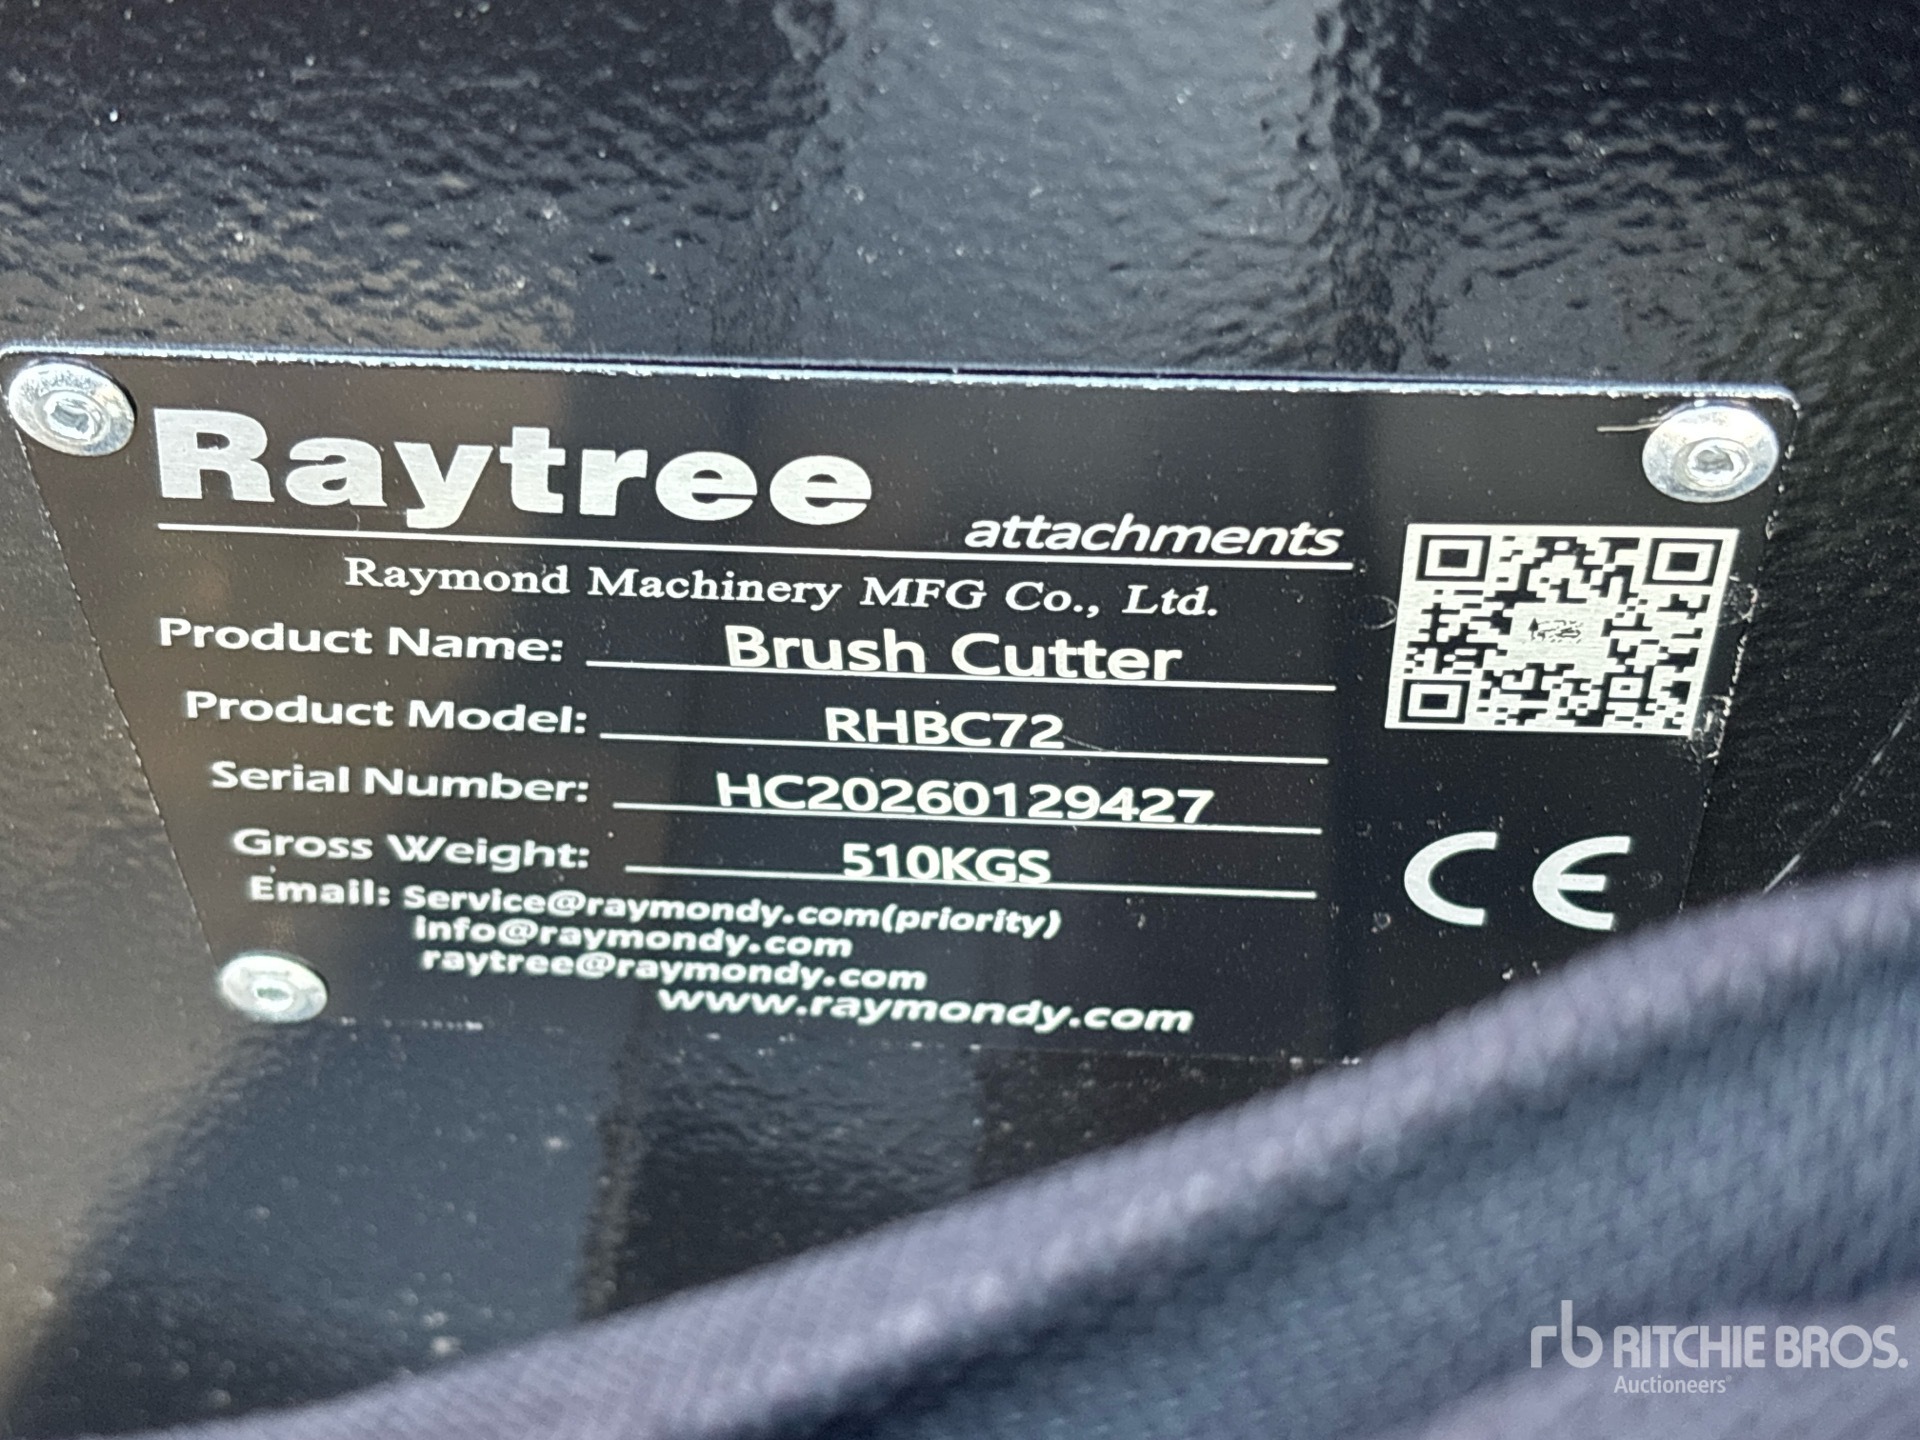 Raytree
attachments
Raymond Machinery MFG Co., Ltd.
Product Name: Brush Cutter
Product Model: RHBC72
Serial Number: HC20260129427
Gross Weight: 510KGS
Email: Service@raymondy.com(priority)
info@raymondy.com
raytree@raymondy.com
www.raymondy.com
CE
rb RITCHIE BROS.
Auctioneers